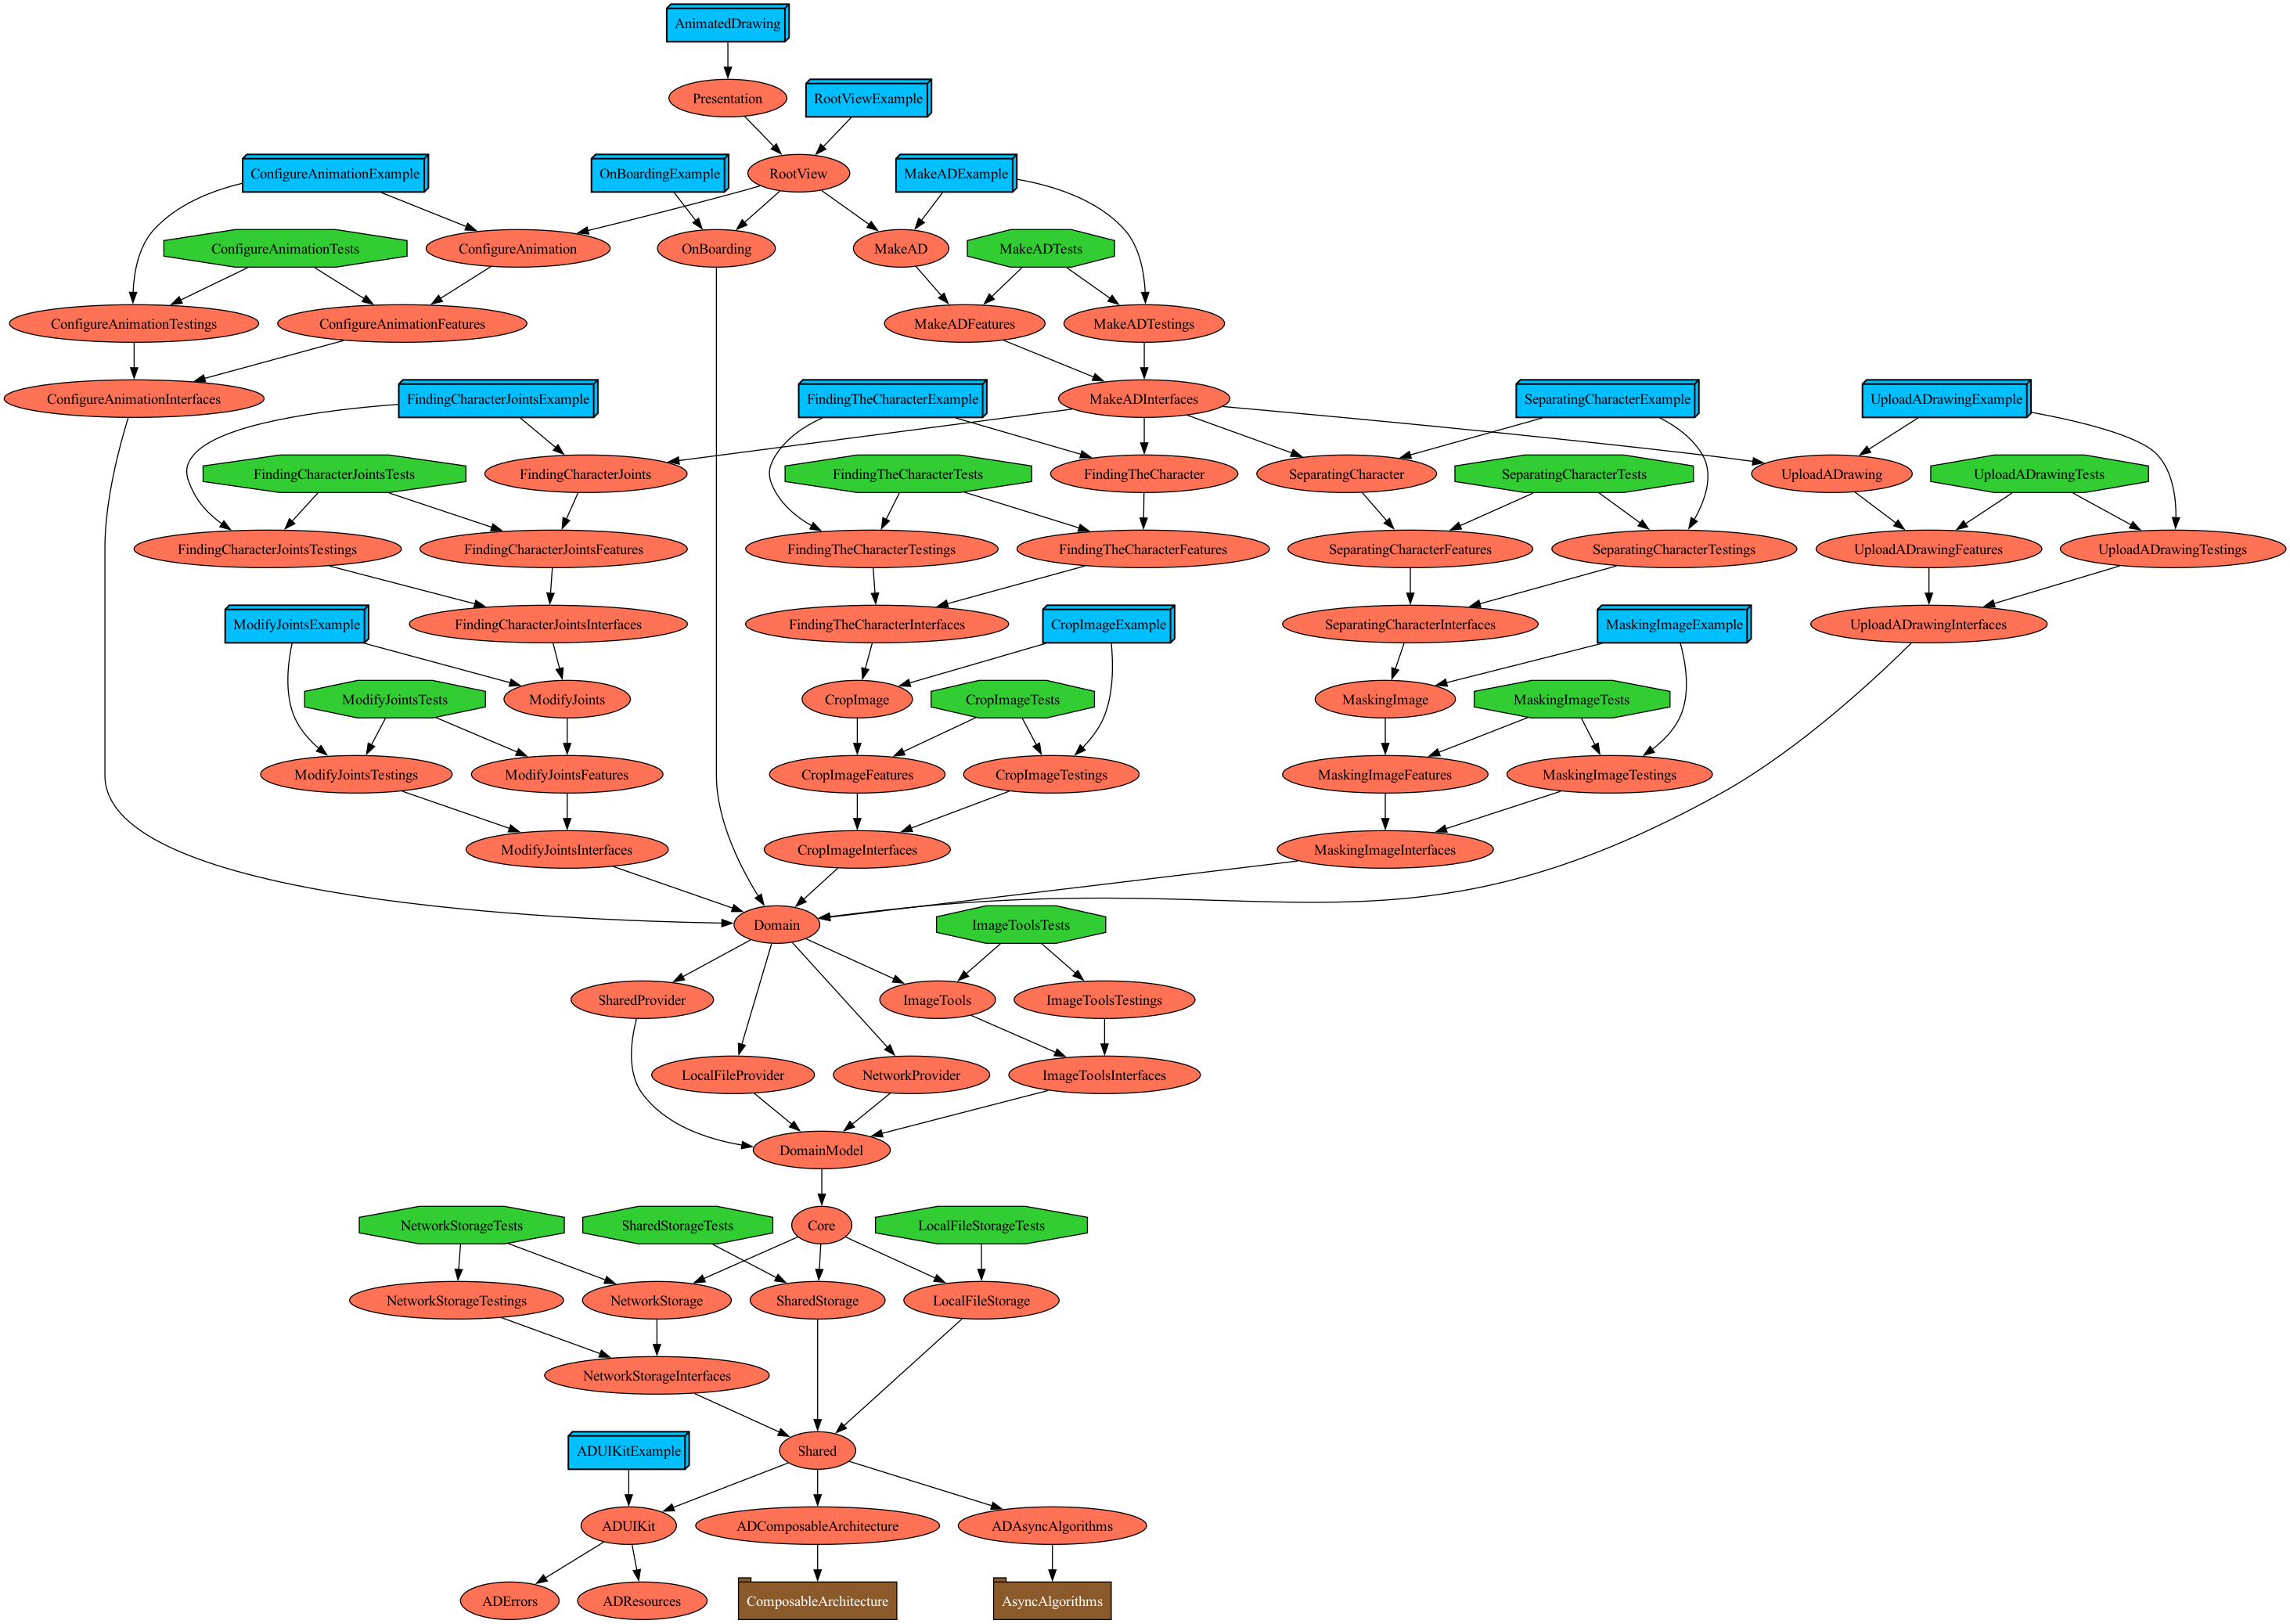 AnimatedDrawing
Presentation
RootViewExample
ConfigureAnimationExample
OnBoardingExample
RootView
MakeADExample
ConfigureAnimationTests
ConfigureAnimation
OnBoarding
MakeAD
MakeADTests
ConfigureAnimationTestings
ConfigureAnimationFeatures
MakeADFeatures
MakeADTestings
ConfigureAnimationInterfaces
FindingCharacterJointsExample
FindingTheCharacterExample
MakeADInterfaces
SeparatingCharacterExample
UploadADrawingExample
FindingCharacterJointsTests
FindingCharacterJoints
FindingTheCharacterTests
FindingTheCharacter
SeparatingCharacter
SeparatingCharacterTests
UploadADrawing
UploadADrawingTests
FindingCharacterJointsTestings
FindingCharacterJointsFeatures
FindingTheCharacterTestings
FindingTheCharacterFeatures
SeparatingCharacterFeatures
SeparatingCharacterTestings
UploadADrawingFeatures
UploadADrawingTestings
ModifyJointsExample
FindingCharacterJointsInterfaces
FindingTheCharacterInterfaces
CropImageExample
SeparatingCharacterInterfaces
MaskingImageExample
UploadADrawingInterfaces
ModifyJointsTests
ModifyJoints
CropImage
CropImageTests
MaskingImage
MaskingImageTests
ModifyJointsTestings
ModifyJointsFeatures
CropImageFeatures
CropImageTestings
MaskingImageFeatures
MaskingImageTestings
ModifyJointsInterfaces
CropImageInterfaces
MaskingImageInterfaces
Domain
ImageToolsTests
SharedProvider
ImageTools
ImageToolsTestings
LocalFileProvider
NetworkProvider
ImageToolsInterfaces
DomainModel
NetworkStorageTests
SharedStorageTests
Core
LocalFileStorageTests
NetworkStorageTestings
NetworkStorage
SharedStorage
LocalFileStorage
NetworkStorageInterfaces
ADUIKitExample
Shared
ADUIKit
ADComposableArchitecture
ADAsyncAlgorithms
ADErrors
ADResources
ComposableArchitecture
AsyncAlgorithms